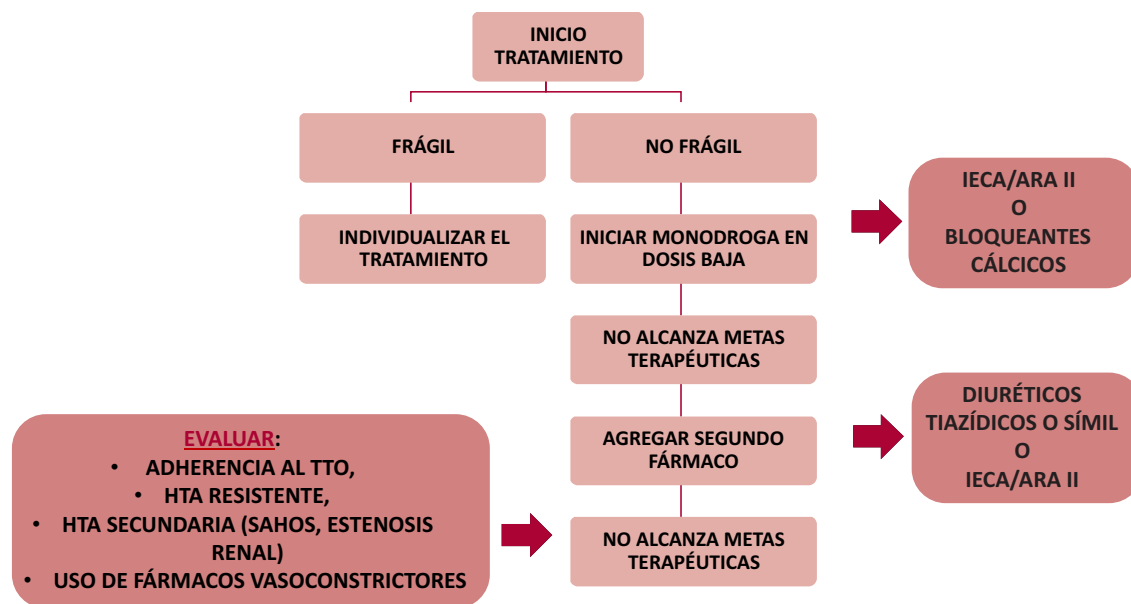 INICIO
TRATAMIENTO
FRÁGIL
NO FRÁGIL
INDIVIDUALIZAR EL
TRATAMIENTO
INICIAR MONODROGA EN
DOSIS BAJA
IECA/ARA II
O
BLOQUEANTES
CÁLCICOS
NO ALCANZA METAS
TERAPÉUTICAS
AGREGAR SEGUNDO
FÁRMACO
DIURÉTICOS
TIAZÍDICOS O SÍMIL
O
IECA/ARA II
EVALUAR:
• ADHERENCIA AL TTO,
• HTA RESISTENTE,
• HTA SECUNDARIA (SAHOS, ESTENOSIS
RENAL)
• USO DE FÁRMACOS VASOCONSTRICTORES
NO ALCANZA METAS
TERAPÉUTICAS